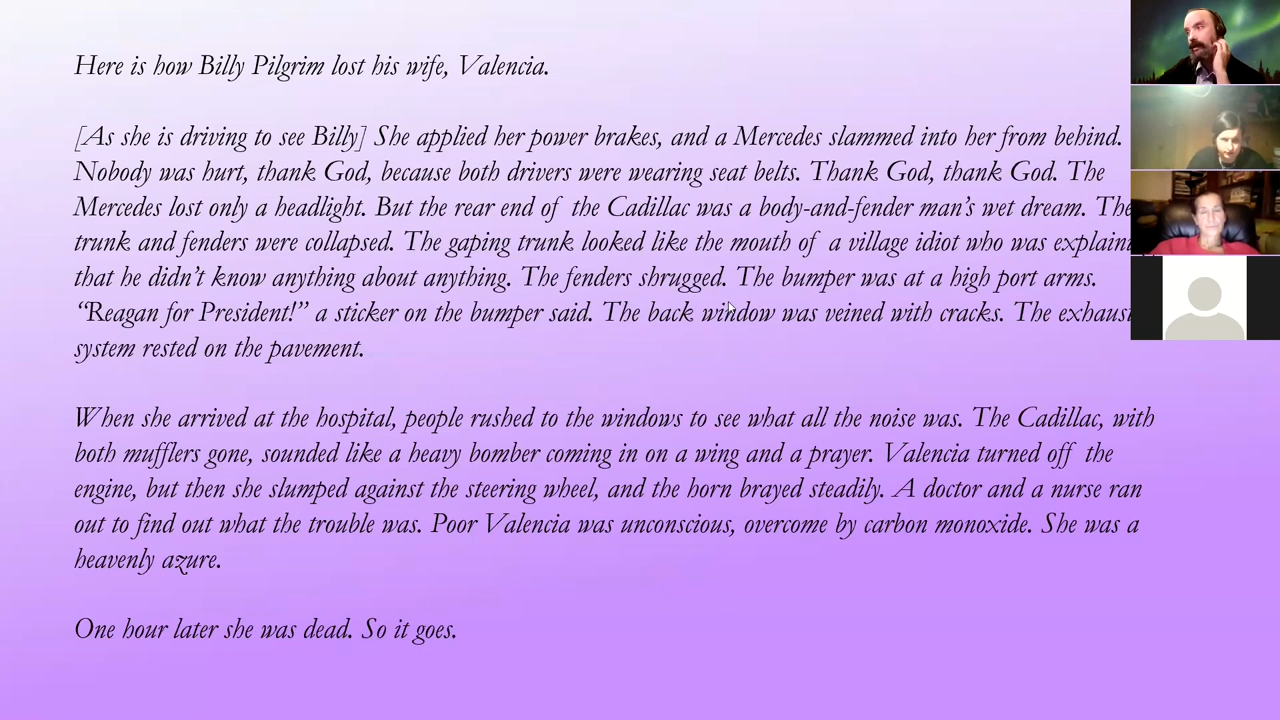 Here is how Billy Pilgrim lost his wife, Valencia.
[As she is driving to see Billy] She applied her power brakes, and a Mercedes slammed into her from behind.
Nobody was hurt, thank God, because both drivers were wearing seat belts. Thank God, thank God. The
Mercedes lost only a headlight. But the rear end of the Cadillac was a body-and-fender man’s wet dream. The
trunk and fenders were collapsed. The gaping trunk looked like the mouth of a village idiot who was
that he didn’t know anything about anything. The fenders shrugged. The bumper was at a high port arms.
“Reagan for President!” a sticker on the bumper said. The back window was veined with cracks. The exhaust
system rested on the pavement.
When she arrived at the hospital, people rushed to the windows to see what all the noise was. The Cadillac, with
both mufflers gone, sounded like a heavy bomber coming in on a wing and a prayer. Valencia turned off the
engine, but then she slumped against the steering wheel, and the horn brayed steadily. A doctor and a nurse ran
out to find out what the trouble was. Poor Valencia was unconscious, overcome by carbon monoxide. She was a
heavenly azure.
One hour later she was dead. So it goes.